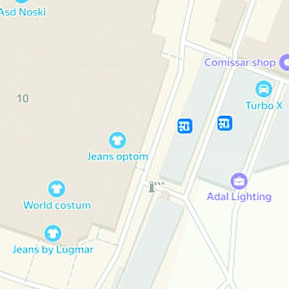 Asd Noski
Comissar shop
10
Turbo X
Jeans optom
Adal Lighting
World costum
Jeans by Lugmar